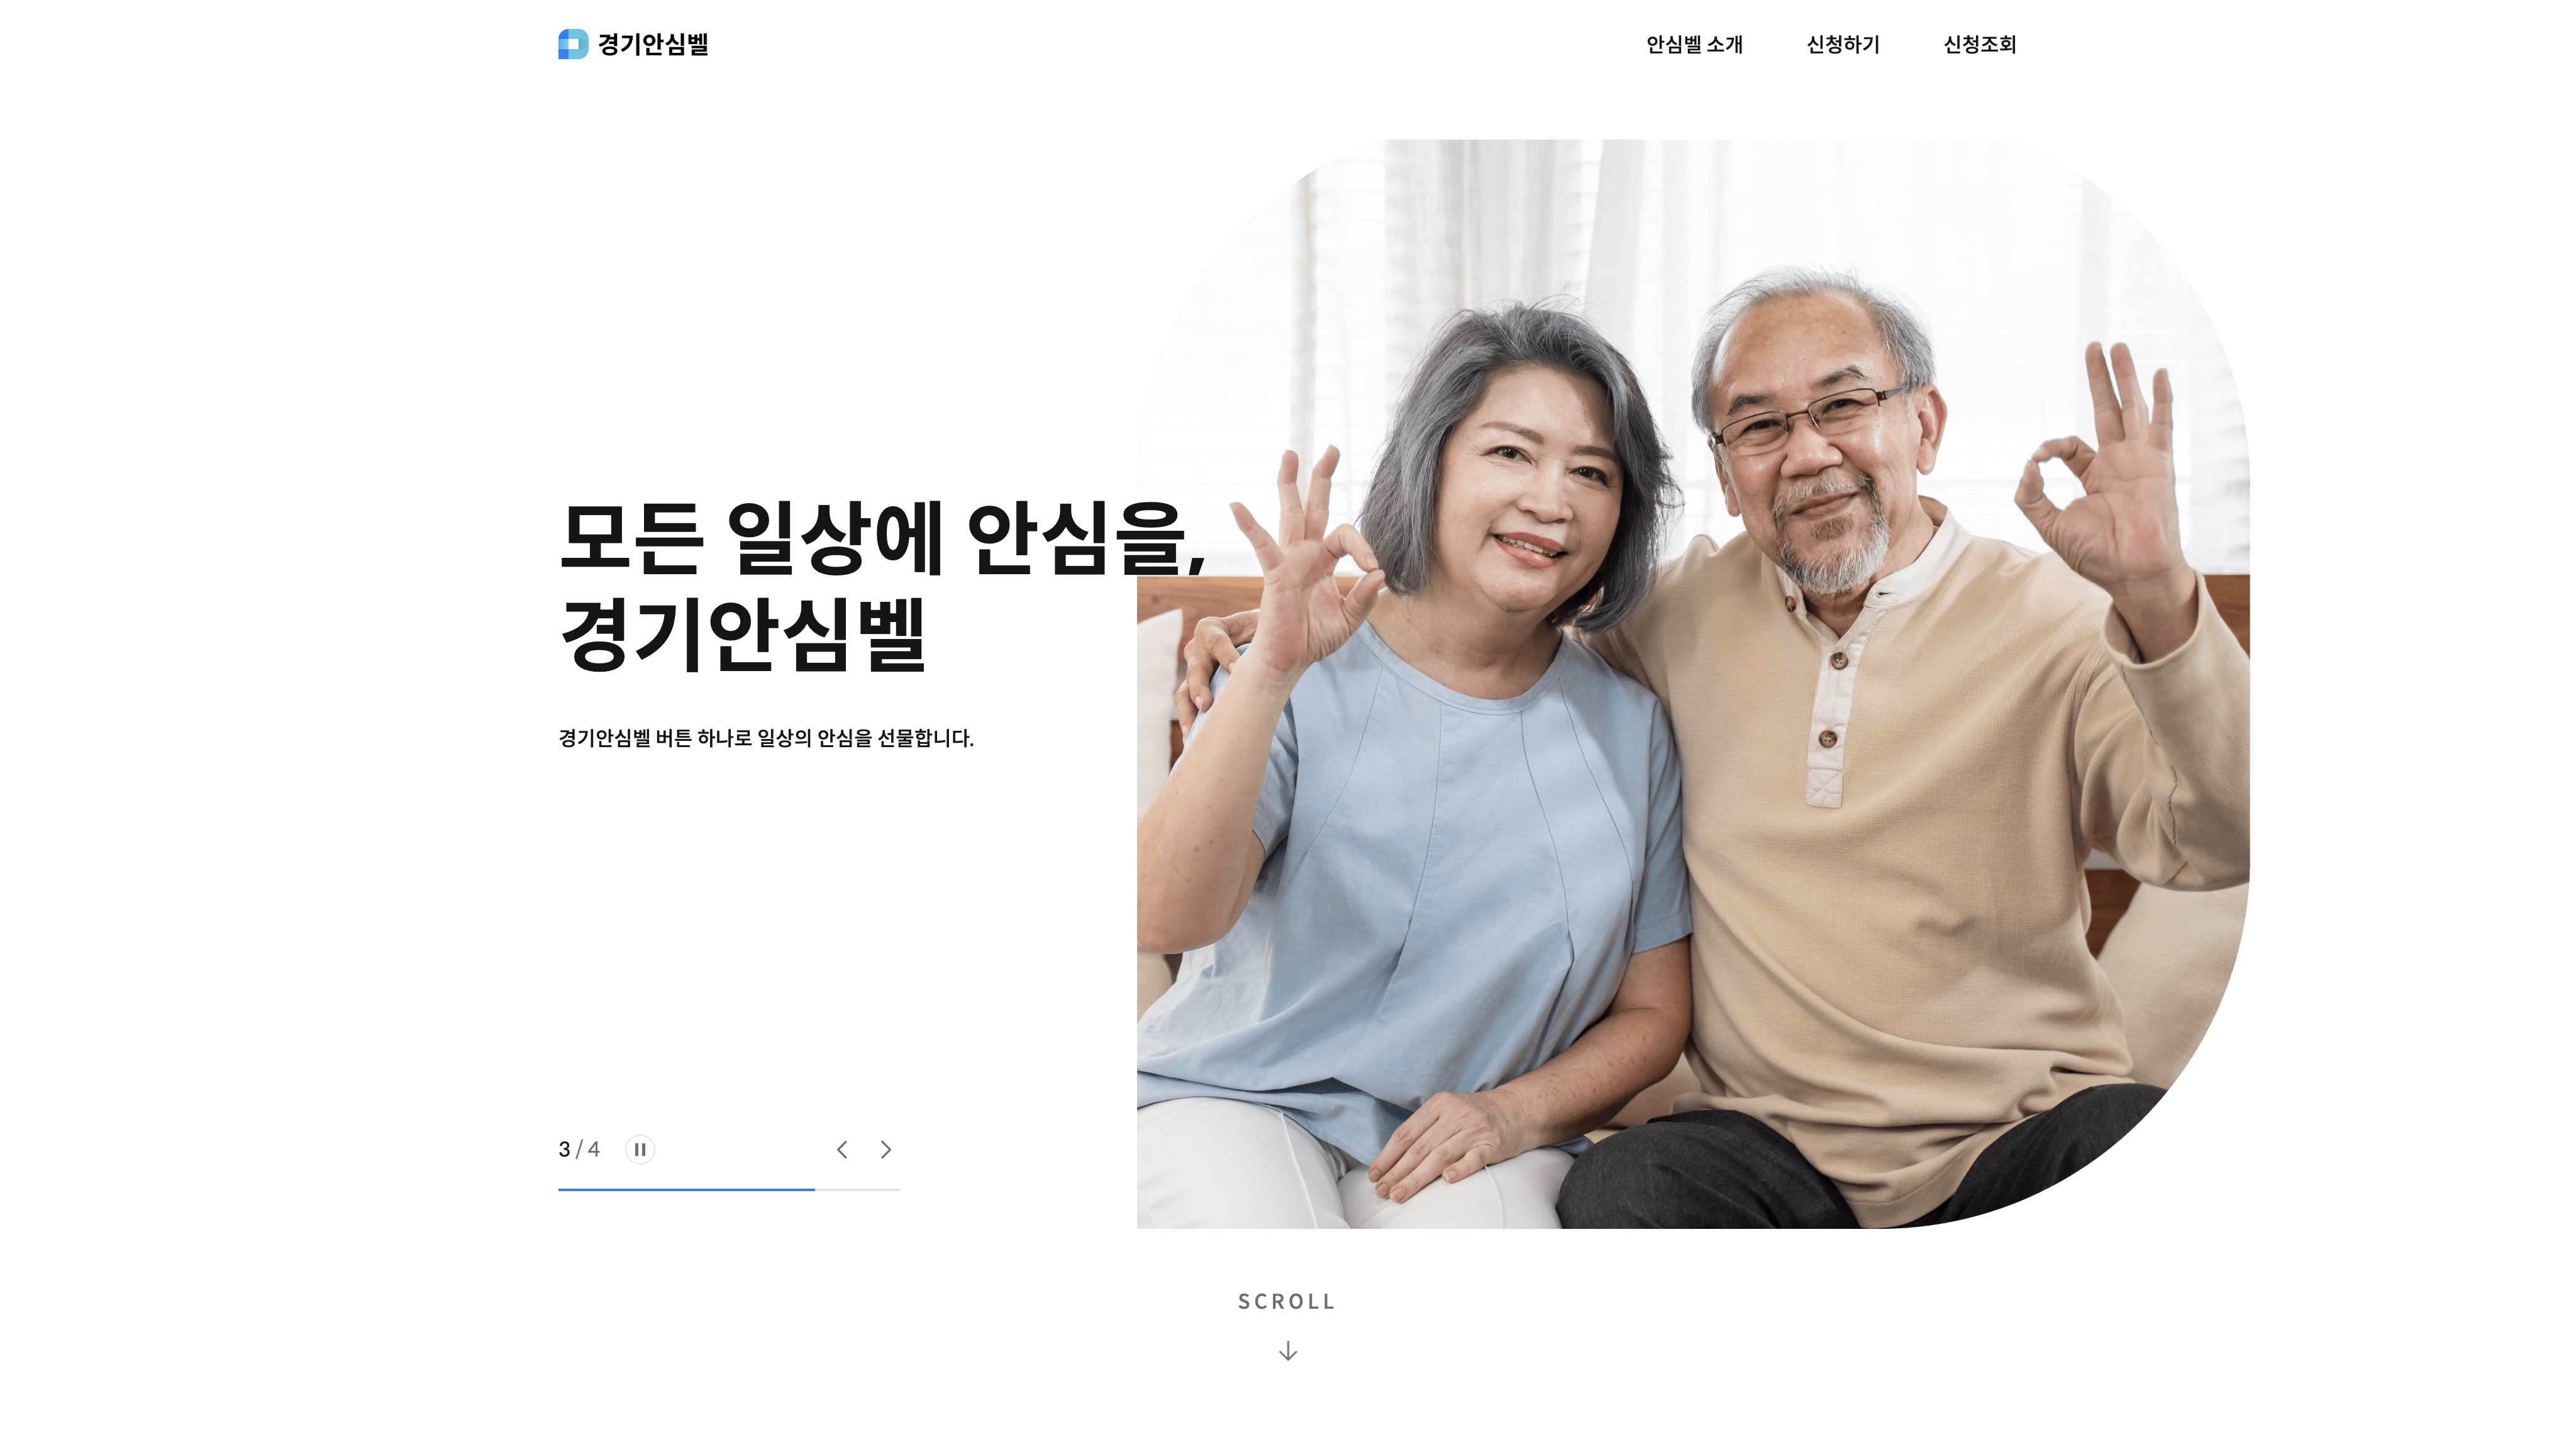 경기안심벨
안심벨 소개 신청하기 신청조회
모든 일상에 안심을,
경기안심벨
경기안심벨 버튼 하나로 일상의 안심을 선물합니다.
3 / 4
SCROLL